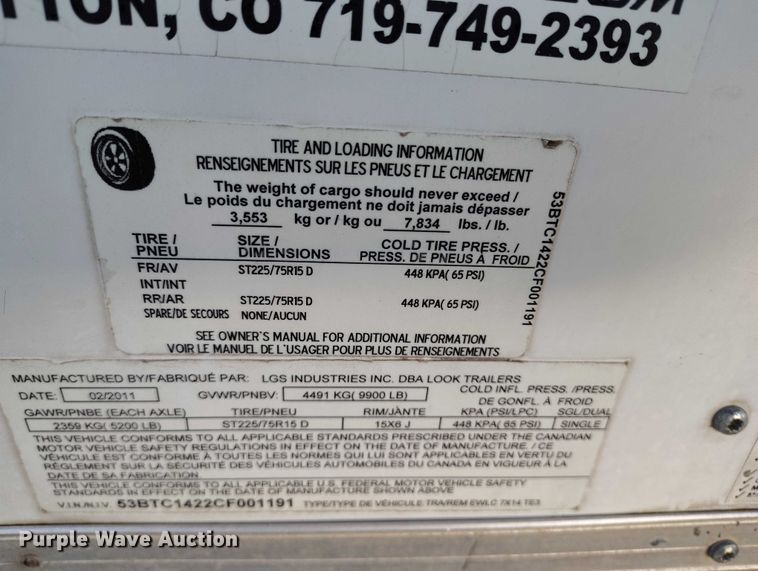 TTON, CO 719-749-2393
TIRE AND LOADING INFORMATION
RENSEIGNEMENTS SUR LES PNEUS ET LE CHARGEMENT
The weight of cargo should never exceed /
Le poids du chargement ne doit jamais dépasser
3,553 kg or / kg ou 7,834 lbs. / lb.
TIRE / SIZE / COLD TIRE PRESS. /
PNEU DIMENSIONS PRESS. DE PNEUS À FROID
FR/AV ST225/75R15 D 448 KPA( 65 PSI)
INT/INT
RR/AR ST225/75R15 D 448 KPA( 65 PSI)
SPARE/DE SECOURS NONE/AUCUN
SEE OWNER'S MANUAL FOR ADDITIONAL INFORMATION
VOIR LE MANUEL DE L'USAGER POUR PLUS DE RENSEIGNEMENTS
53BTC1422CF001191
MANUFACTURED BY/FABRIQUÉ PAR: LGS INDUSTRIES INC. DBA LOOK TRAILERS
DATE: 02/2011 GVWR/PNBV: 4491 KG( 9900 LB) COLD INFL. PRESS./PRESS.
DE GONFL. À FROID
GAWR/PNBE (EACH AXLE) TIRE/PNEU RIM/JANTE KPA (PSI/LPC) SGL/DUAL
2359 KG( 5200 LB) ST225/75R15 D 15X6 J 448 KPA( 65 PSI) SINGLE
THIS VEHICLE CONFORMS TO ALL APPLICABLE STANDARDS PRESCRIBED UNDER THE CANADIAN
MOTOR VEHICLE SAFETY REGULATIONS IN EFFECT ON THE DATE OF MANUFACTURE. / CE
VÉHICULE EST CONFORME À TOUTES LES NORMES QUI LUI SONT APPLICABLES EN VERTU DU
RÈGLEMENT SUR LA SÉCURITÉ DES VÉHICULES AUTOMOBILES DU CANADA EN VIGUEUR À LA
DATE DE SA FABRICATION.
THIS VEHICLE CONFORMS TO ALL APPLICABLE U.S. FEDERAL MOTOR VEHICLE SAFETY
STANDARDS IN EFFECT ON THE DATE OF MANUFACTURE SHOWN ABOVE
V.I.N./N.I.V. 53BTC1422CF001191 TYPE/TYPE DE VÉHICULE TRA/REM EWLC 7X14 TE3
Purple Wave Auction